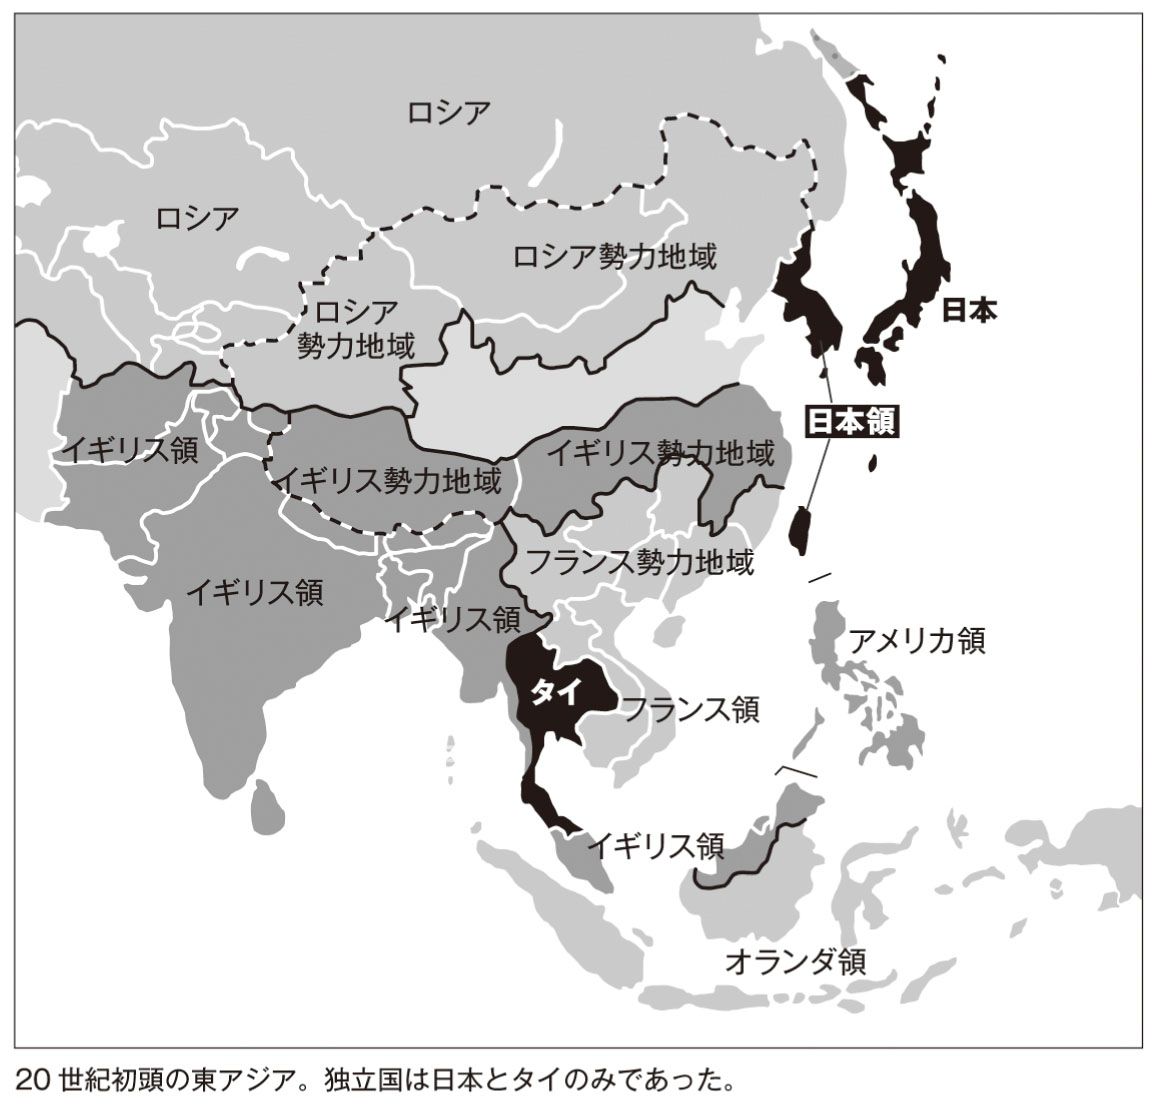 ロシア
ロシア
ロシア勢力地域
ロシア
勢力地域
日本
日本領
イギリス領
イギリス勢力地域
イギリス勢力地域
フランス勢力地域
イギリス領
イギリス領
アメリカ領
タイ
フランス領
イギリス領
オランダ領
20 世紀初頭の東アジア。独立国は日本とタイのみであった。